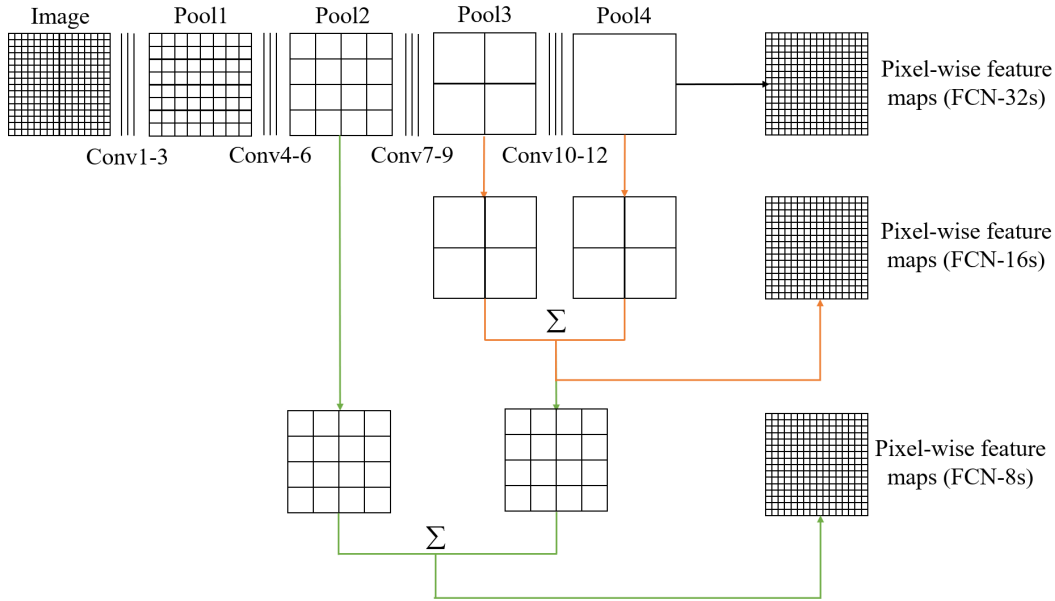 Image
Pool1
Pool2
Pool3
Pool4
Conv1-3
Conv4-6
Conv7-9
Conv10-12
Pixel-wise feature
maps (FCN-32s)
Pixel-wise feature
maps (FCN-16s)
∑
Pixel-wise feature
maps (FCN-8s)
∑